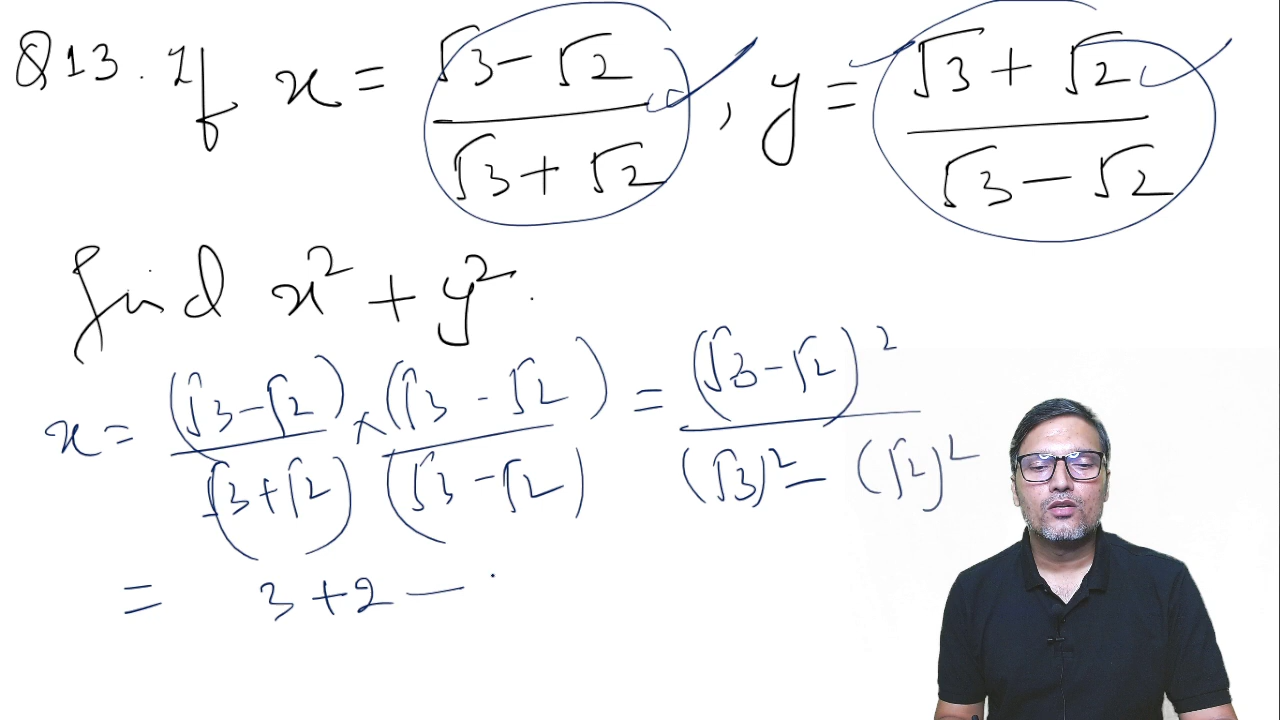 Q13. If x = (√3 − √2)/(√3 + √2), y = (√3 + √2)/(√3 − √2)
find x² + y².
x = (√3 − √2)/(√3 + √2) × (√3 − √2)/(√3 − √2) = (√3 − √2)²/(√3)² − (√2)²
= 3 + 2 −